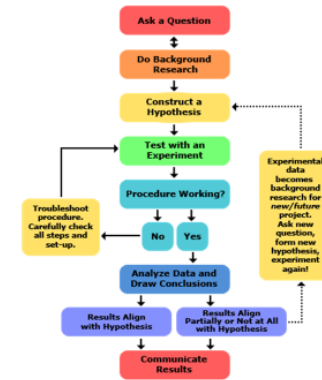 Ask a Question
Do Background
Research
Construct a
Hypothesis
Test with an
Experiment
Procedure Working?
No
Yes
Troubleshoot
procedure.
Carefully check
all steps and
set-up.
Analyze Data and
Draw Conclusions
Results Align
with Hypothesis
Results Align
Partially or Not at All
with Hypothesis
Communicate
Results
Experimental
data
becomes
background
research for
new/future
project.
Ask new
question,
form new
hypothesis,
experiment
again!